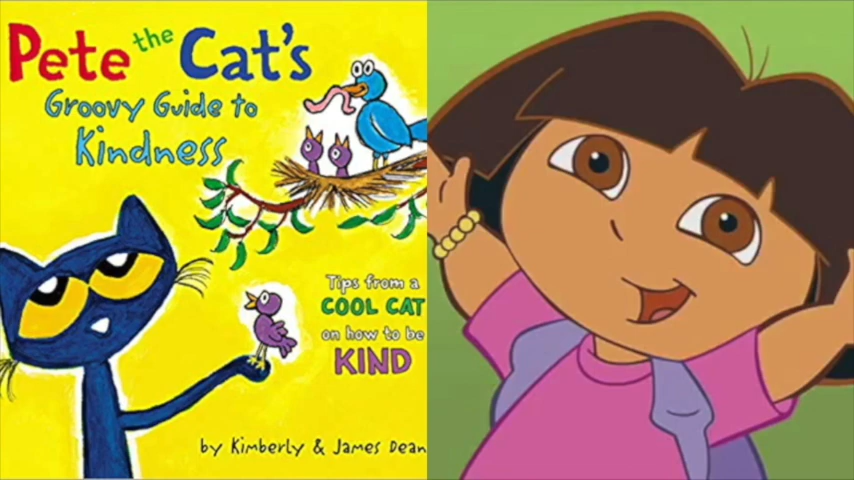 Pete the Cat's
Groovy Guide to
Kindness
Tips from a
COOL CAT
on how to be
KIND
by Kimberly & James Dean